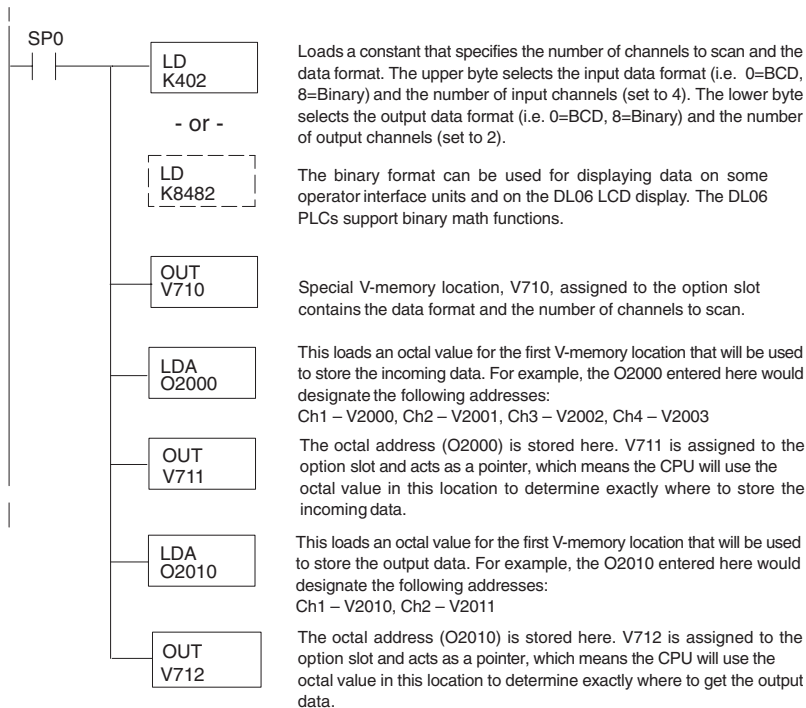 SP0
LD
K402
Loads a constant that specifies the number of channels to scan and the
data format. The upper byte selects the input data format (i.e. 0=BCD,
8=Binary) and the number of input channels (set to 4). The lower byte
selects the output data format (i.e. 0=BCD, 8=Binary) and the number
of output channels (set to 2).
- or -
LD
K8482
The binary format can be used for displaying data on some
operator interface units and on the DL06 LCD display. The DL06
PLCs support binary math functions.
OUT
V710
Special V-memory location, V710, assigned to the option slot
contains the data format and the number of channels to scan.
LDA
O2000
This loads an octal value for the first V-memory location that will be used
to store the incoming data. For example, the O2000 entered here would
designate the following addresses:
Ch1 – V2000, Ch2 – V2001, Ch3 – V2002, Ch4 – V2003
OUT
V711
The octal address (O2000) is stored here. V711 is assigned to the
option slot and acts as a pointer, which means the CPU will use the
octal value in this location to determine exactly where to store the
incoming data.
LDA
O2010
This loads an octal value for the first V-memory location that will be used
to store the output data. For example, the O2010 entered here would
designate the following addresses:
Ch1 – V2010, Ch2 – V2011
OUT
V712
The octal address (O2010) is stored here. V712 is assigned to the
option slot and acts as a pointer, which means the CPU will use the
octal value in this location to determine exactly where to get the output
data.